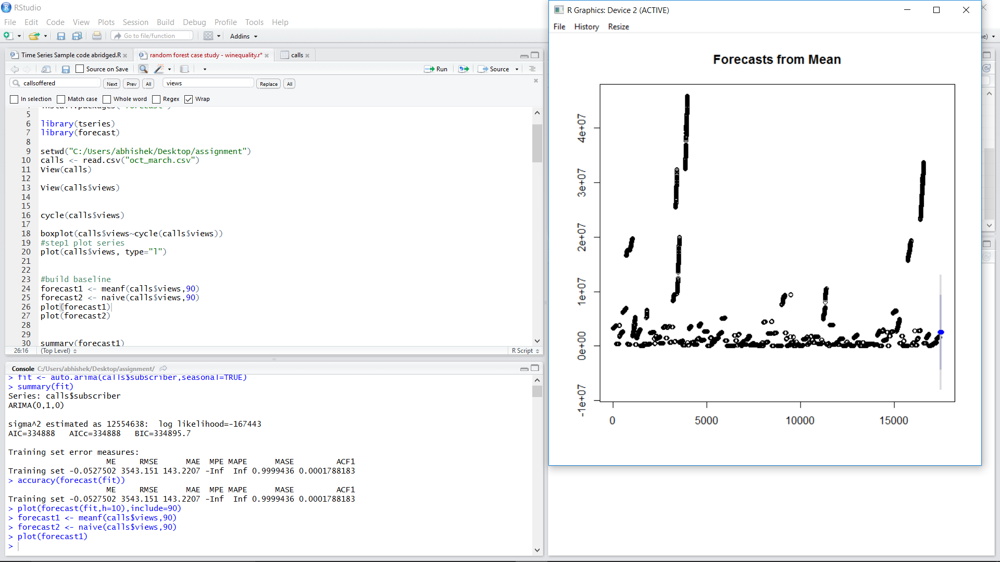 RStudio
File Edit Code View Plots Session Build Debug Profile Tools Help
Go to file/function Addins
Time Series Sample code abridged.R random forest case study - winequality.r* calls
Source on Save Run Source
callsoffered Next Prev All views Replace All
In selection Match case Whole word Regex Wrap
5
6 library(tseries)
7 library(forecast)
8
9 setwd("C:/Users/abhishek/Desktop/assignment")
10 calls <- read.csv("oct_march.csv")
11 View(calls)
12
13 View(calls$views)
14
15
16 cycle(calls$views)
17
18 boxplot(calls$views~cycle(calls$views))
19 #step1 plot series
20 plot(calls$views, type="l")
21
22
23 #build baseline
24 forecast1 <- meanf(calls$views,90)
25 forecast2 <- naive(calls$views,90)
26 plot(forecast1)
27 plot(forecast2)
28
29
30 summary(forecast1)
26:16 (Top Level) R Script
Console C:/Users/abhishek/Desktop/assignment/
> fit <- auto.arima(calls$subscriber,seasonal=TRUE)
> summary(fit)
Series: calls$subscriber
ARIMA(0,1,0)
sigma^2 estimated as 12554638: log likelihood=-167443
AIC=334888 AICc=334888 BIC=334895.7
Training set error measures:
ME RMSE MAE MPE MAPE MASE ACF1
Training set -0.0527502 3543.151 143.2207 -Inf Inf 0.9999436 0.0001788183
> accuracy(forecast(fit))
ME RMSE MAE MPE MAPE MASE ACF1
Training set -0.0527502 3543.151 143.2207 -Inf Inf 0.9999436 0.0001788183
> plot(forecast(fit,h=10),include=90)
> forecast1 <- meanf(calls$views,90)
> forecast2 <- naive(calls$views,90)
> plot(forecast1)
>
R Graphics: Device 2 (ACTIVE)
File History Resize
Forecasts from Mean
4e+07
3e+07
2e+07
1e+07
0e+00
-1e+07
0 5000 10000 15000